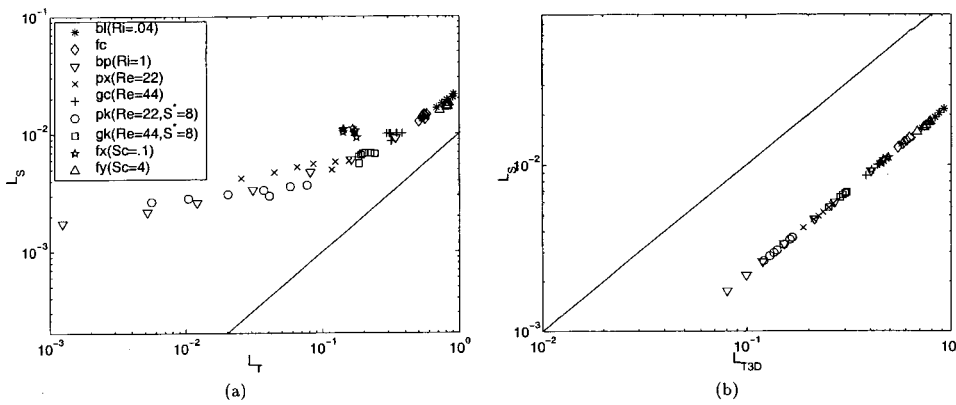 10^-1
10^-2
10^-3
L_S
* bl(Ri=.04)
◇ fc
▽ bp(Ri=1)
× px(Re=22)
+ gc(Re=44)
○ pk(Re=22,S*=8)
□ gk(Re=44,S*=8)
☆ fx(Sc=.1)
△ fy(Sc=4)
10^-3 10^-2 10^-1 10^0
L_T
(a)
10^-1
10^-2
10^-3
L_S
10^-2 10^-1 10
L_T3D
(b)